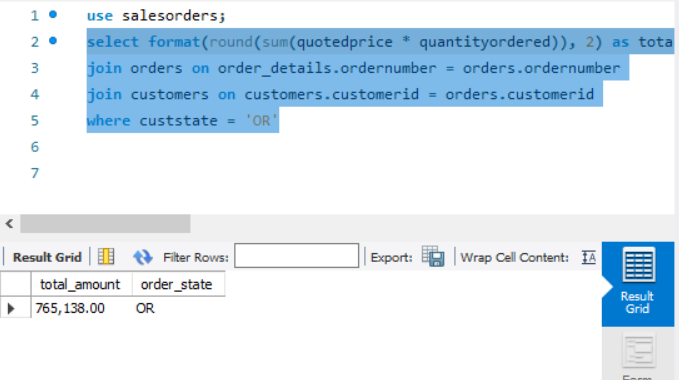 1 use salesorders;
2 select format(round(sum(quotedprice * quantityordered)), 2) as tota
3 join orders on order_details.ordernumber = orders.ordernumber
4 join customers on customers.customerid = orders.customerid
5 where custstate = 'OR'
6
7
Result Grid Filter Rows: Export: Wrap Cell Content: IA
total_amount order_state
765,138.00 OR
Result
Grid